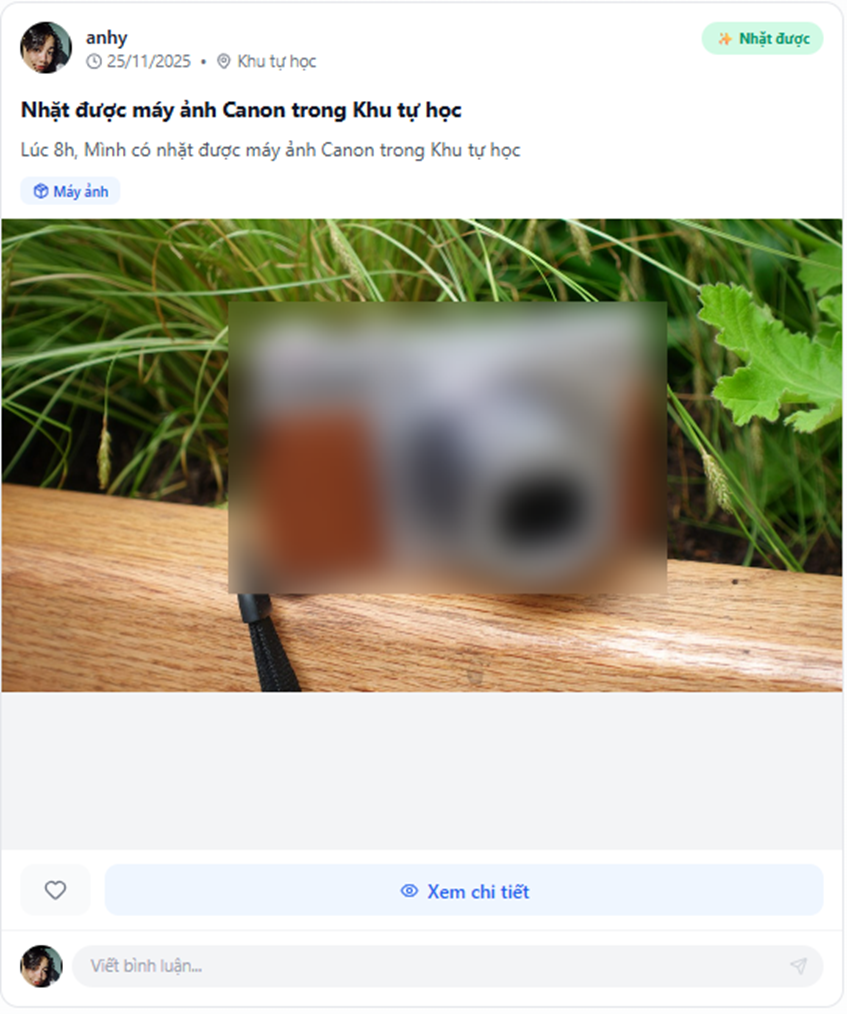 anhy
25/11/2025 • Khu tự học
Nhặt được
Nhặt được máy ảnh Canon trong Khu tự học
Lúc 8h, Mình có nhặt được máy ảnh Canon trong Khu tự học
Máy ảnh
Xem chi tiết
Viết bình luận...